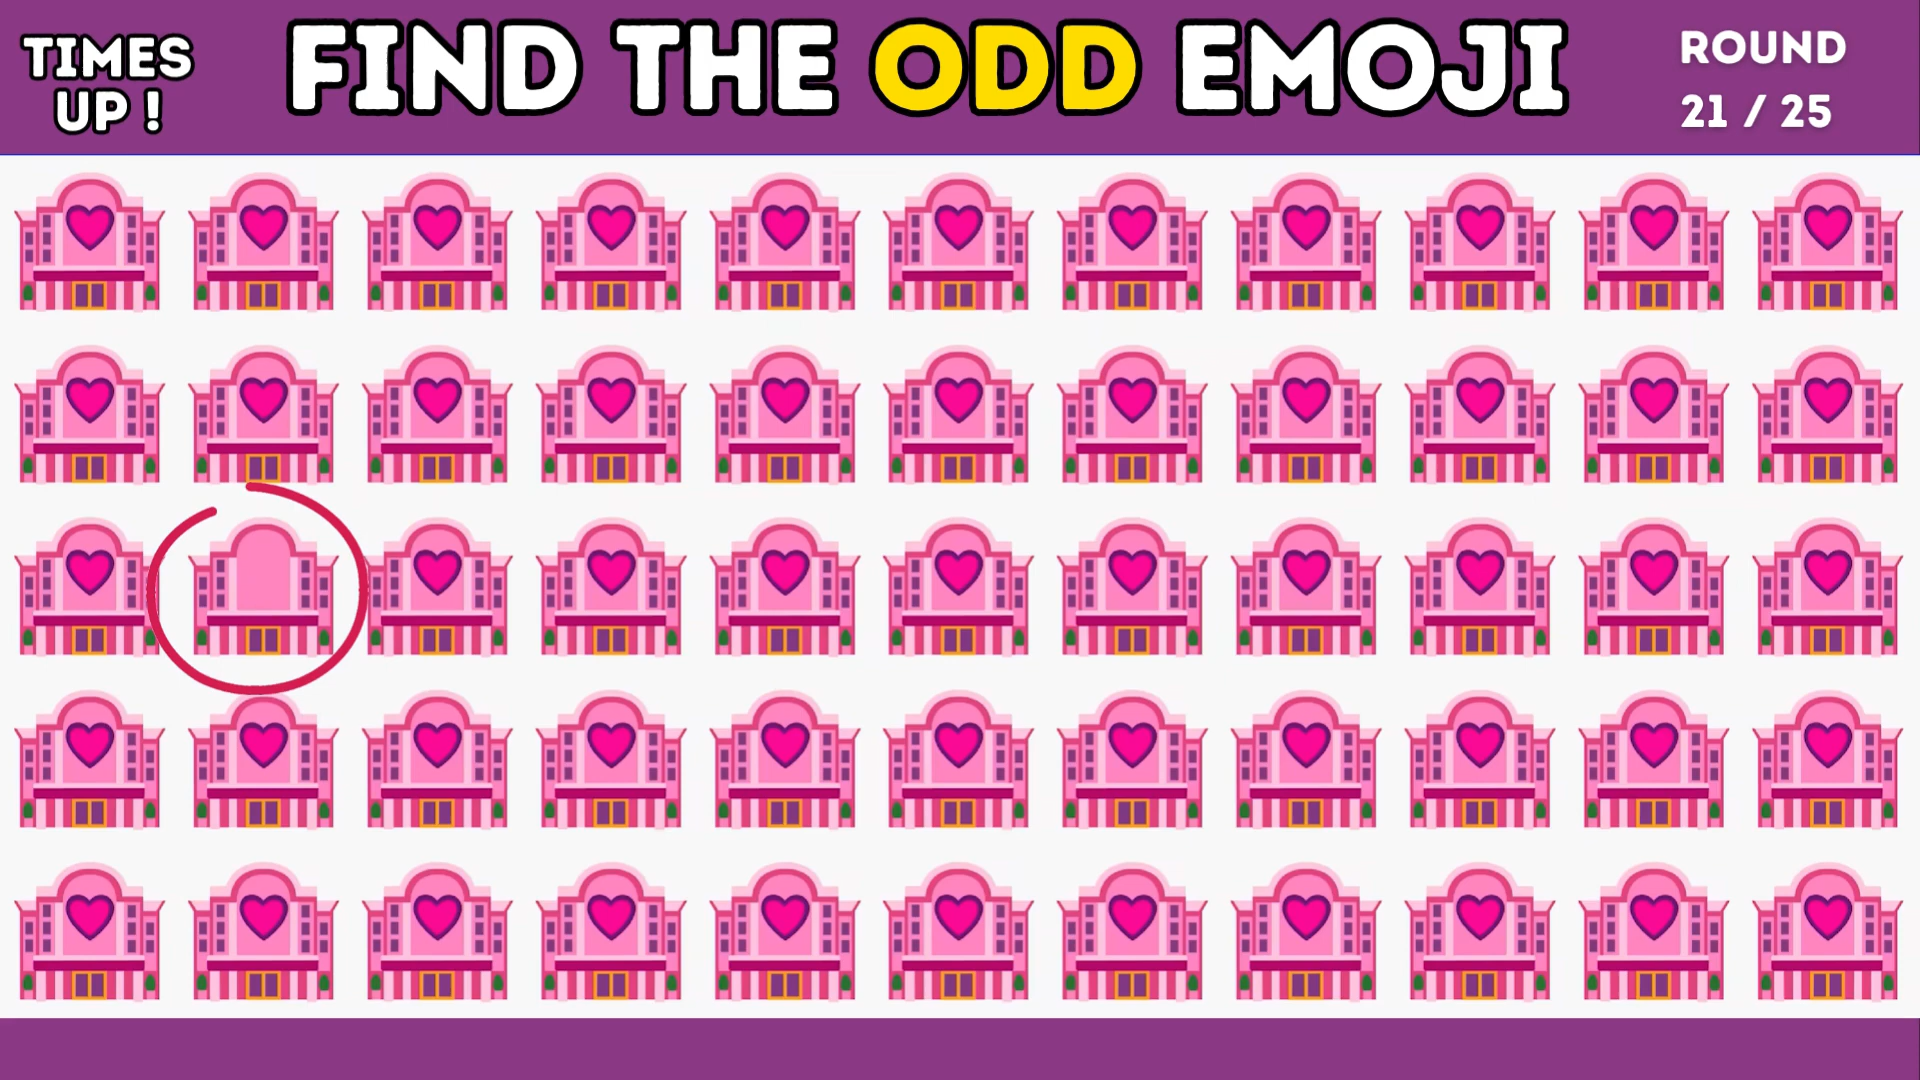 TIMES
UP !
FIND THE ODD EMOJI
ROUND
21 / 25